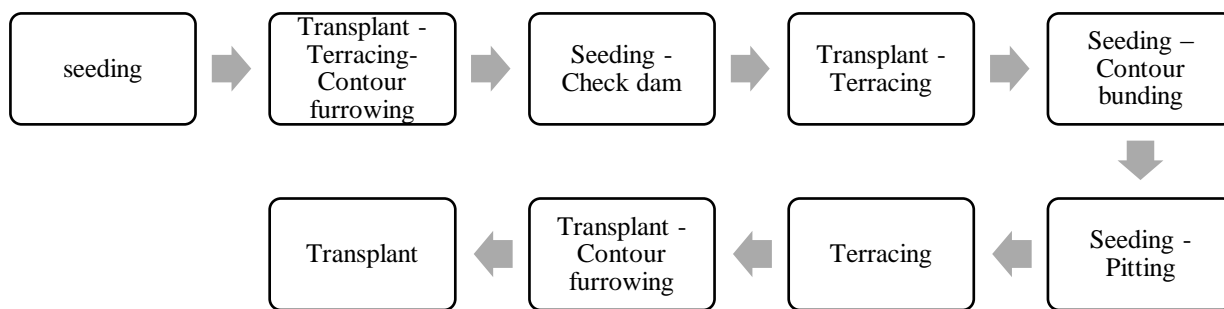 seeding
Transplant -
Terracing-
Contour
furrowing
Seeding -
Check dam
Transplant -
Terracing
Seeding –
Contour
bunding
Seeding -
Pitting
Terracing
Transplant -
Contour
furrowing
Transplant